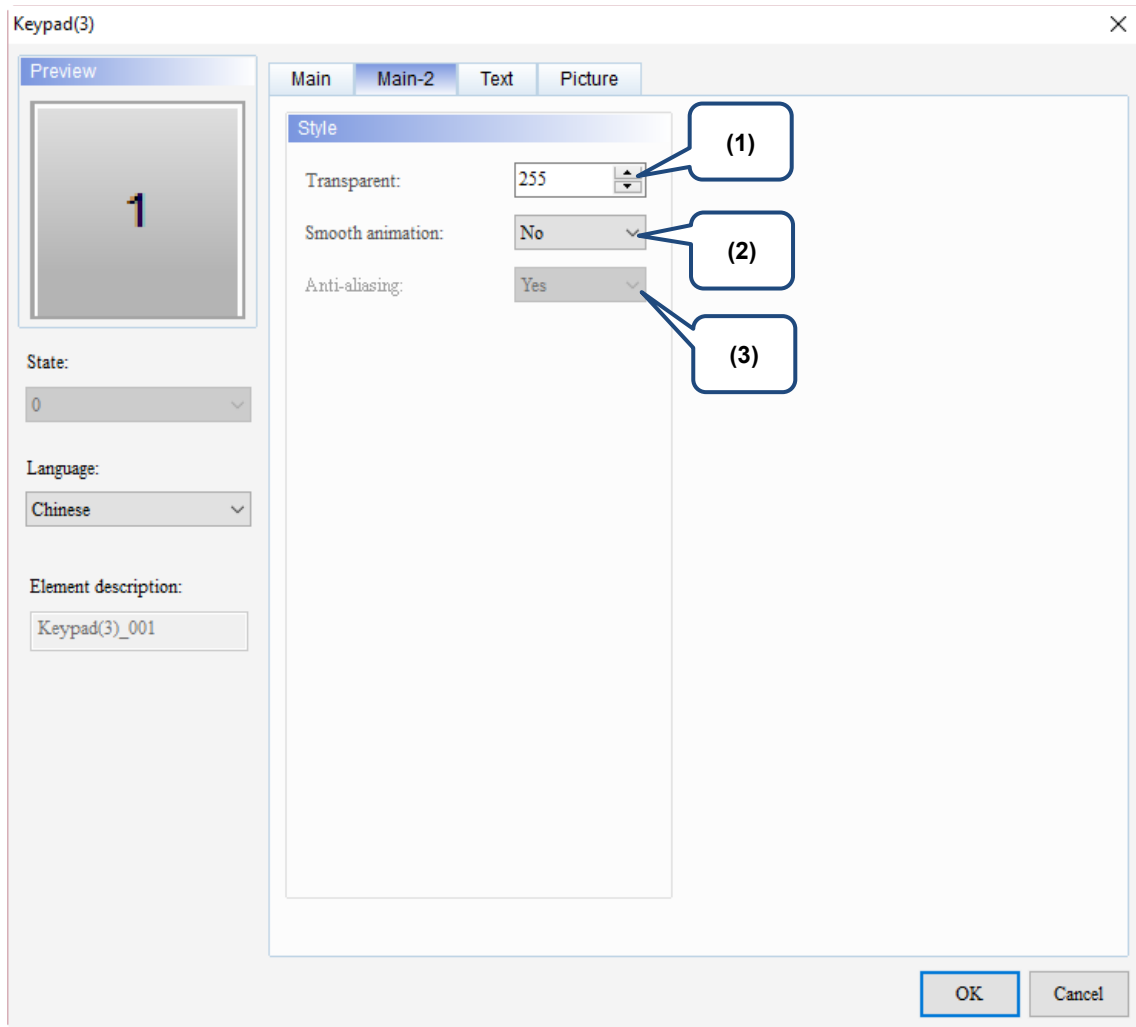 Keypad(3)
Preview
1
State:
0
Language:
Chinese
Element description:
Keypad(3)_001
Main Main-2 Text Picture
Style
Transparent: 255
Smooth animation: No
Anti-aliasing: Yes
(1)
(2)
(3)
OK Cancel